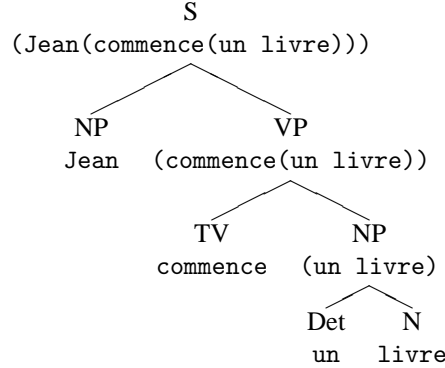 S
(Jean(commence(un livre)))
NP VP
Jean (commence(un livre))
TV NP
commence (un livre)
Det N
un livre